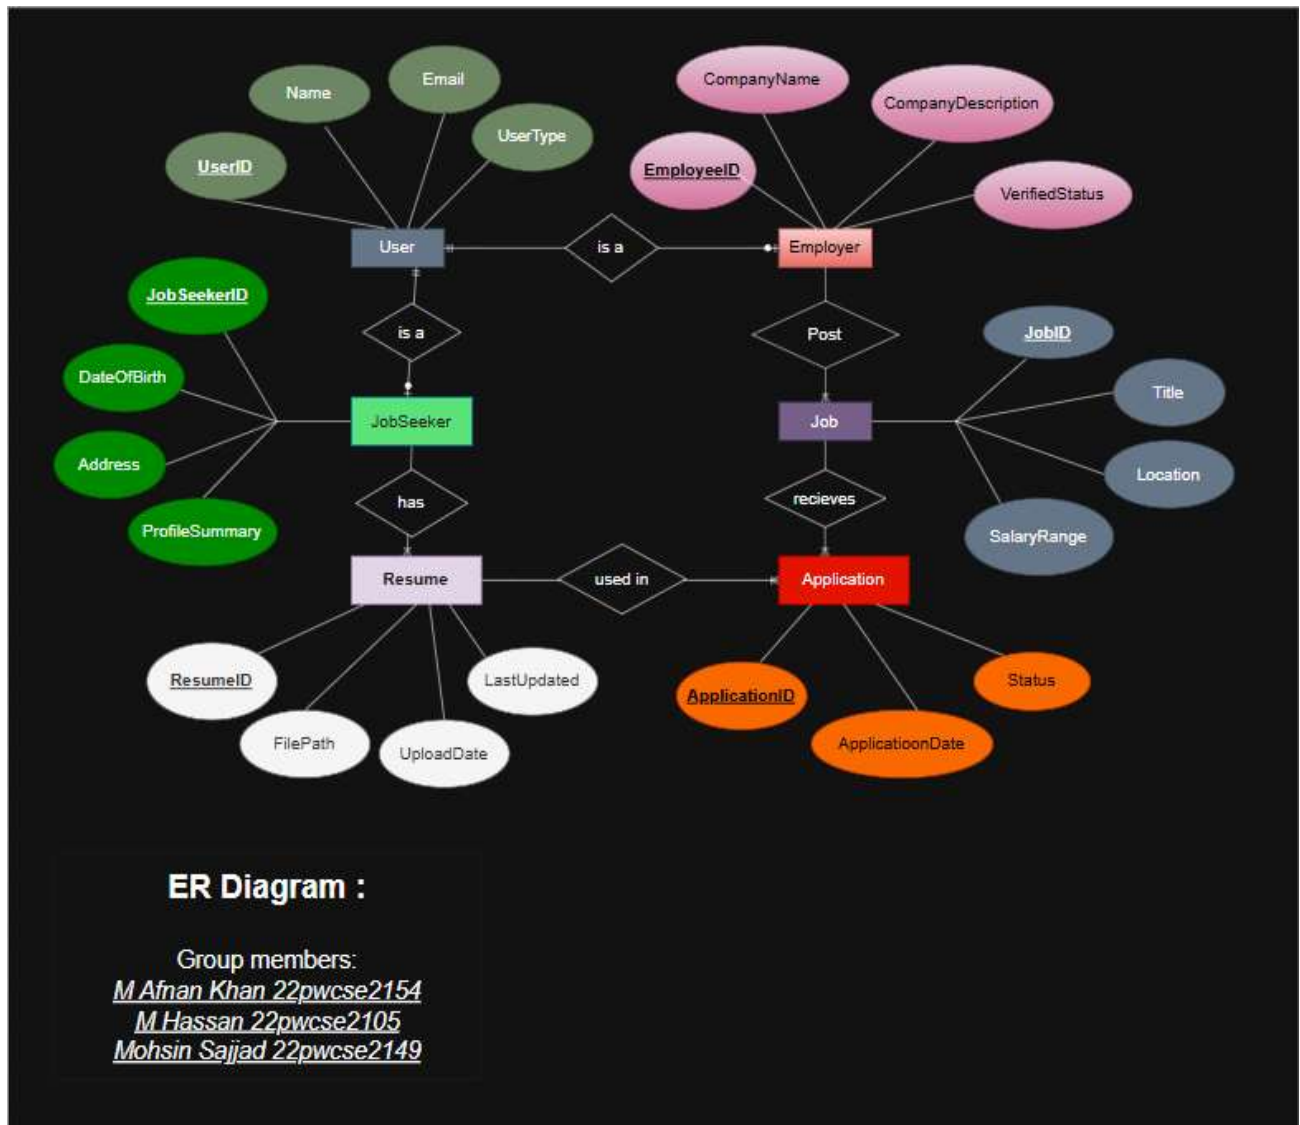 Email
CompanyName
Name
CompanyDescription
UserType
UserID
EmployeeID
VerifiedStatus
User
is a
Employer
JobSeekerID
is a
Post
JobID
DateOfBirth
Title
JobSeeker
Job
Address
Location
has
recieves
ProfileSummary
SalaryRange
Resume
used in
Application
ResumeID
LastUpdated
ApplicationID
Status
FilePath
UploadDate
ApplicatioonDate
ER Diagram :
Group members:
M Afnan Khan 22pwcse2154
M Hassan 22pwcse2105
Mohsin Sajjad 22pwcse2149